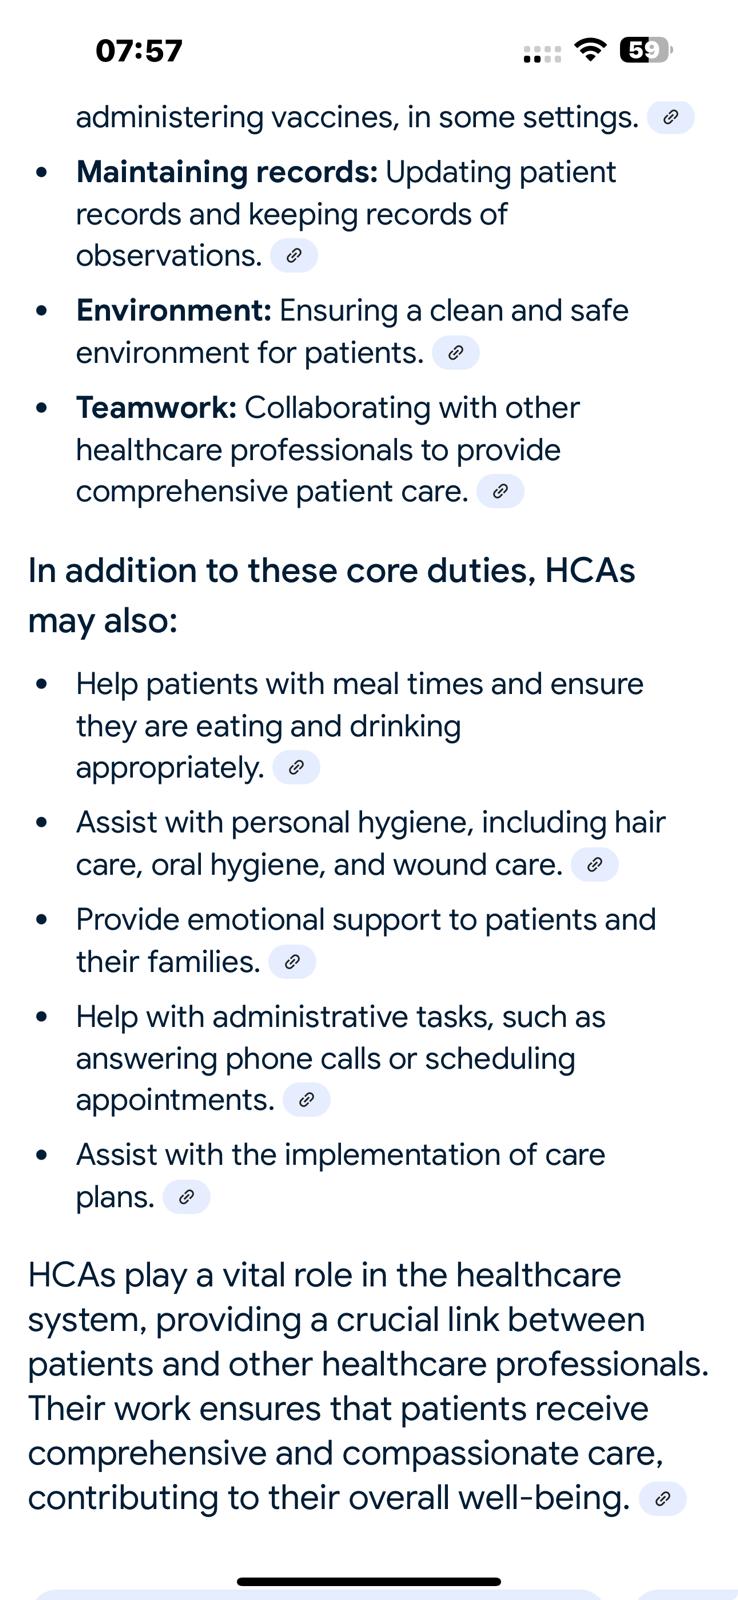 07:57
59
administering vaccines, in some settings.
• Maintaining records: Updating patient
records and keeping records of
observations.
• Environment: Ensuring a clean and safe
environment for patients.
• Teamwork: Collaborating with other
healthcare professionals to provide
comprehensive patient care.
In addition to these core duties, HCAs
may also:
• Help patients with meal times and ensure
they are eating and drinking
appropriately.
• Assist with personal hygiene, including hair
care, oral hygiene, and wound care.
• Provide emotional support to patients and
their families.
• Help with administrative tasks, such as
answering phone calls or scheduling
appointments.
• Assist with the implementation of care
plans.
HCAs play a vital role in the healthcare
system, providing a crucial link between
patients and other healthcare professionals.
Their work ensures that patients receive
comprehensive and compassionate care,
contributing to their overall well-being.